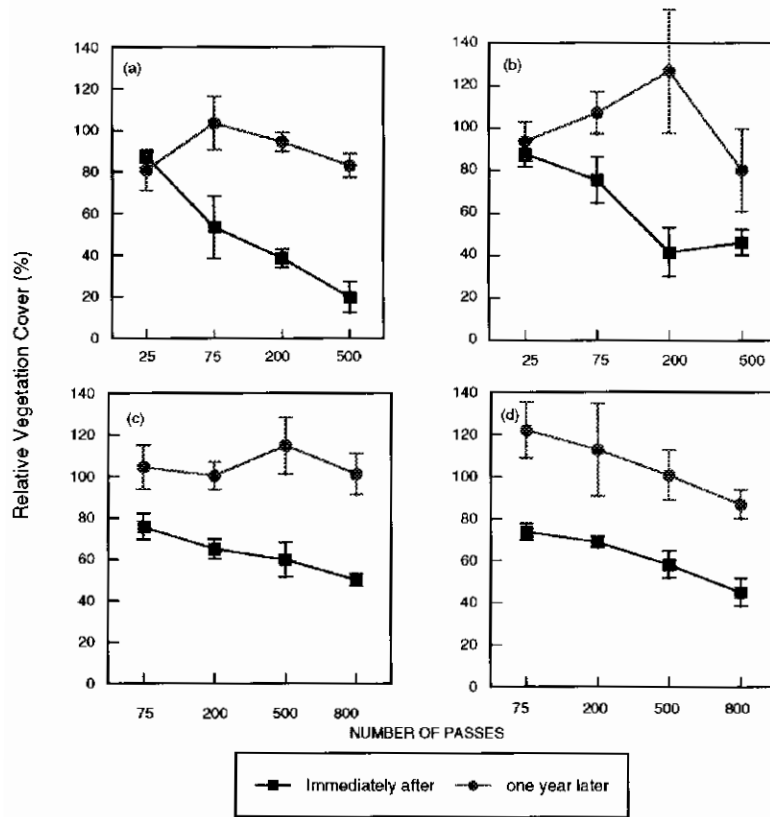 Relative Vegetation Cover (%)
140 (a)
120
100
80
60
40
20
0
25 75 200 500
140 (b)
120
100
80
60
40
20
0
25 75 200 500
140 (c)
120
100
80
60
40
20
0
75 200 500 800
140 (d)
120
100
80
60
40
20
0
75 200 500 800
NUMBER OF PASSES
Immediately after one year later